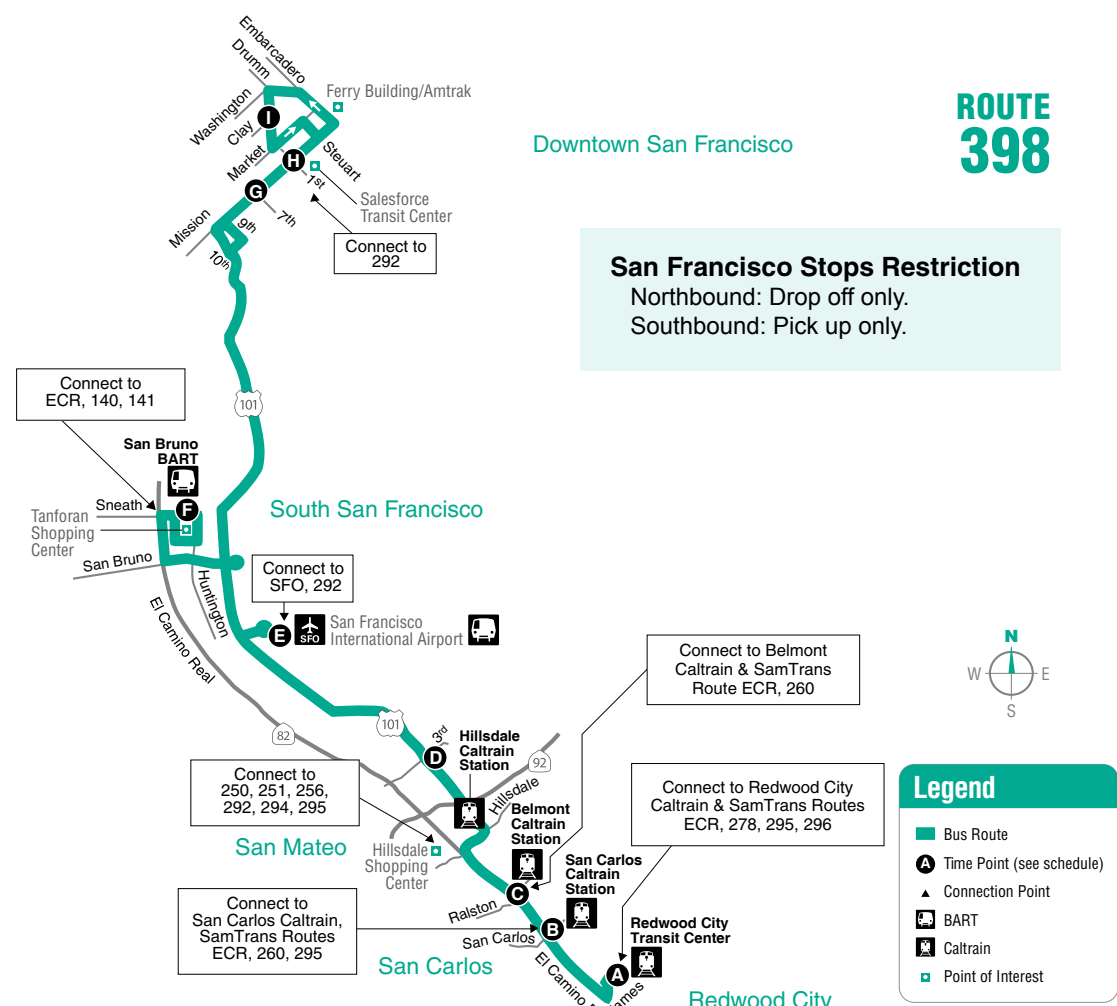 ROUTE
398
Embarcadero
Drumm
Washington
Clay
I
Market
Ferry Building/Amtrak
Steuart
H
1st
Salesforce
Transit Center
G
7th
Mission
9th
10th
Connect to
292
Downtown San Francisco
San Francisco Stops Restriction
Northbound: Drop off only.
Southbound: Pick up only.
101
Connect to
ECR, 140, 141
San Bruno
BART
Sneath
F
Tanforan
Shopping
Center
San Bruno
Huntington
El Camino Real
South San Francisco
Connect to
SFO, 292
E
SFO
San Francisco
International Airport
82
101
3rd
D
Hillsdale
Caltrain
Station
92
Hillsdale
Connect to Belmont
Caltrain & SamTrans
Route ECR, 260
N
W
E
S
Connect to
250, 251, 256,
292, 294, 295
San Mateo
Hillsdale
Shopping
Center
Belmont
Caltrain
Station
C
Ralston
San Carlos
Caltrain
Station
B
San Carlos
Connect to Redwood City
Caltrain & SamTrans Routes
ECR, 278, 295, 296
Connect to
San Carlos Caltrain,
SamTrans Routes
ECR, 260, 295
San Carlos
El Camino
Redwood City
Transit Center
A
Redwood City
Legend
Bus Route
A Time Point (see schedule)
Connection Point
BART
Caltrain
Point of Interest